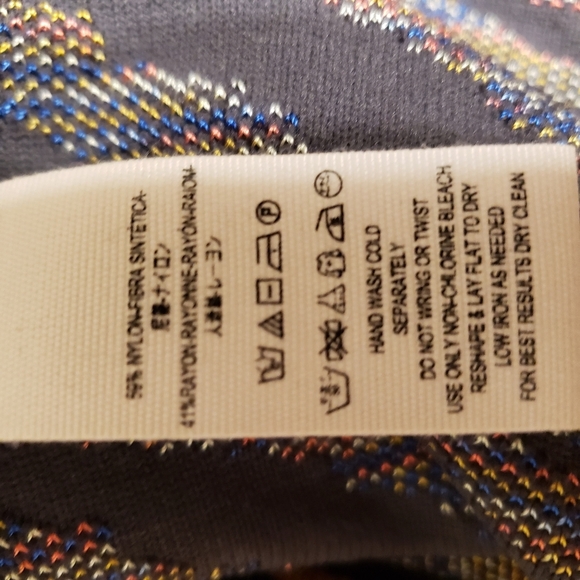 59% NYLON-FIBRA SINTÉTICA-
尼龍-ナイロン
41%RAYON-RAYONNE-RAYÓN-RAION-
人造絲-レーヨン
P
HAND WASH COLD
SEPARATELY
DO NOT WRING OR TWIST
USE ONLY NON-CHLORINE BLEACH
RESHAPE & LAY FLAT TO DRY
LOW IRON AS NEEDED
FOR BEST RESULTS DRY CLEAN